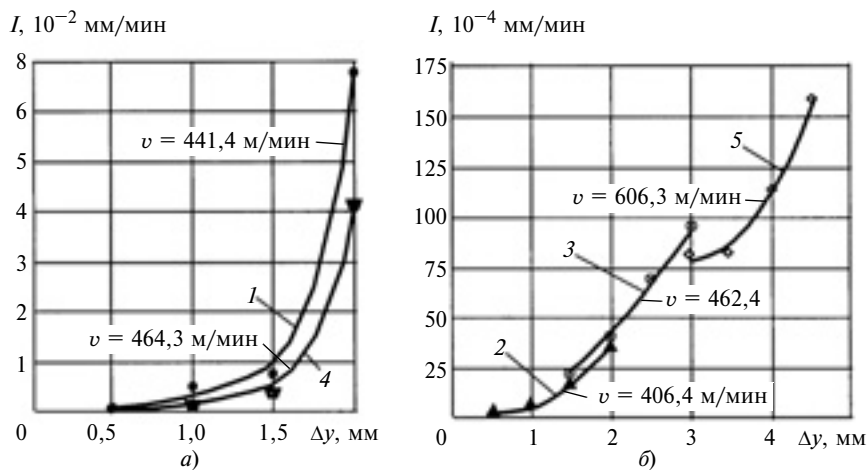 I, 10⁻² мм/мин
8
7
6
5
4
3
2
1
0
0,5
1,0
1,5
Δy, мм
v = 441,4 м/мин
1
v = 464,3 м/мин
4
а)
I, 10⁻⁴ мм/мин
175
150
125
100
75
50
25
0
1
2
3
4
Δy, мм
5
v = 606,3 м/мин
3
v = 462,4
2
v = 406,4 м/мин
б)